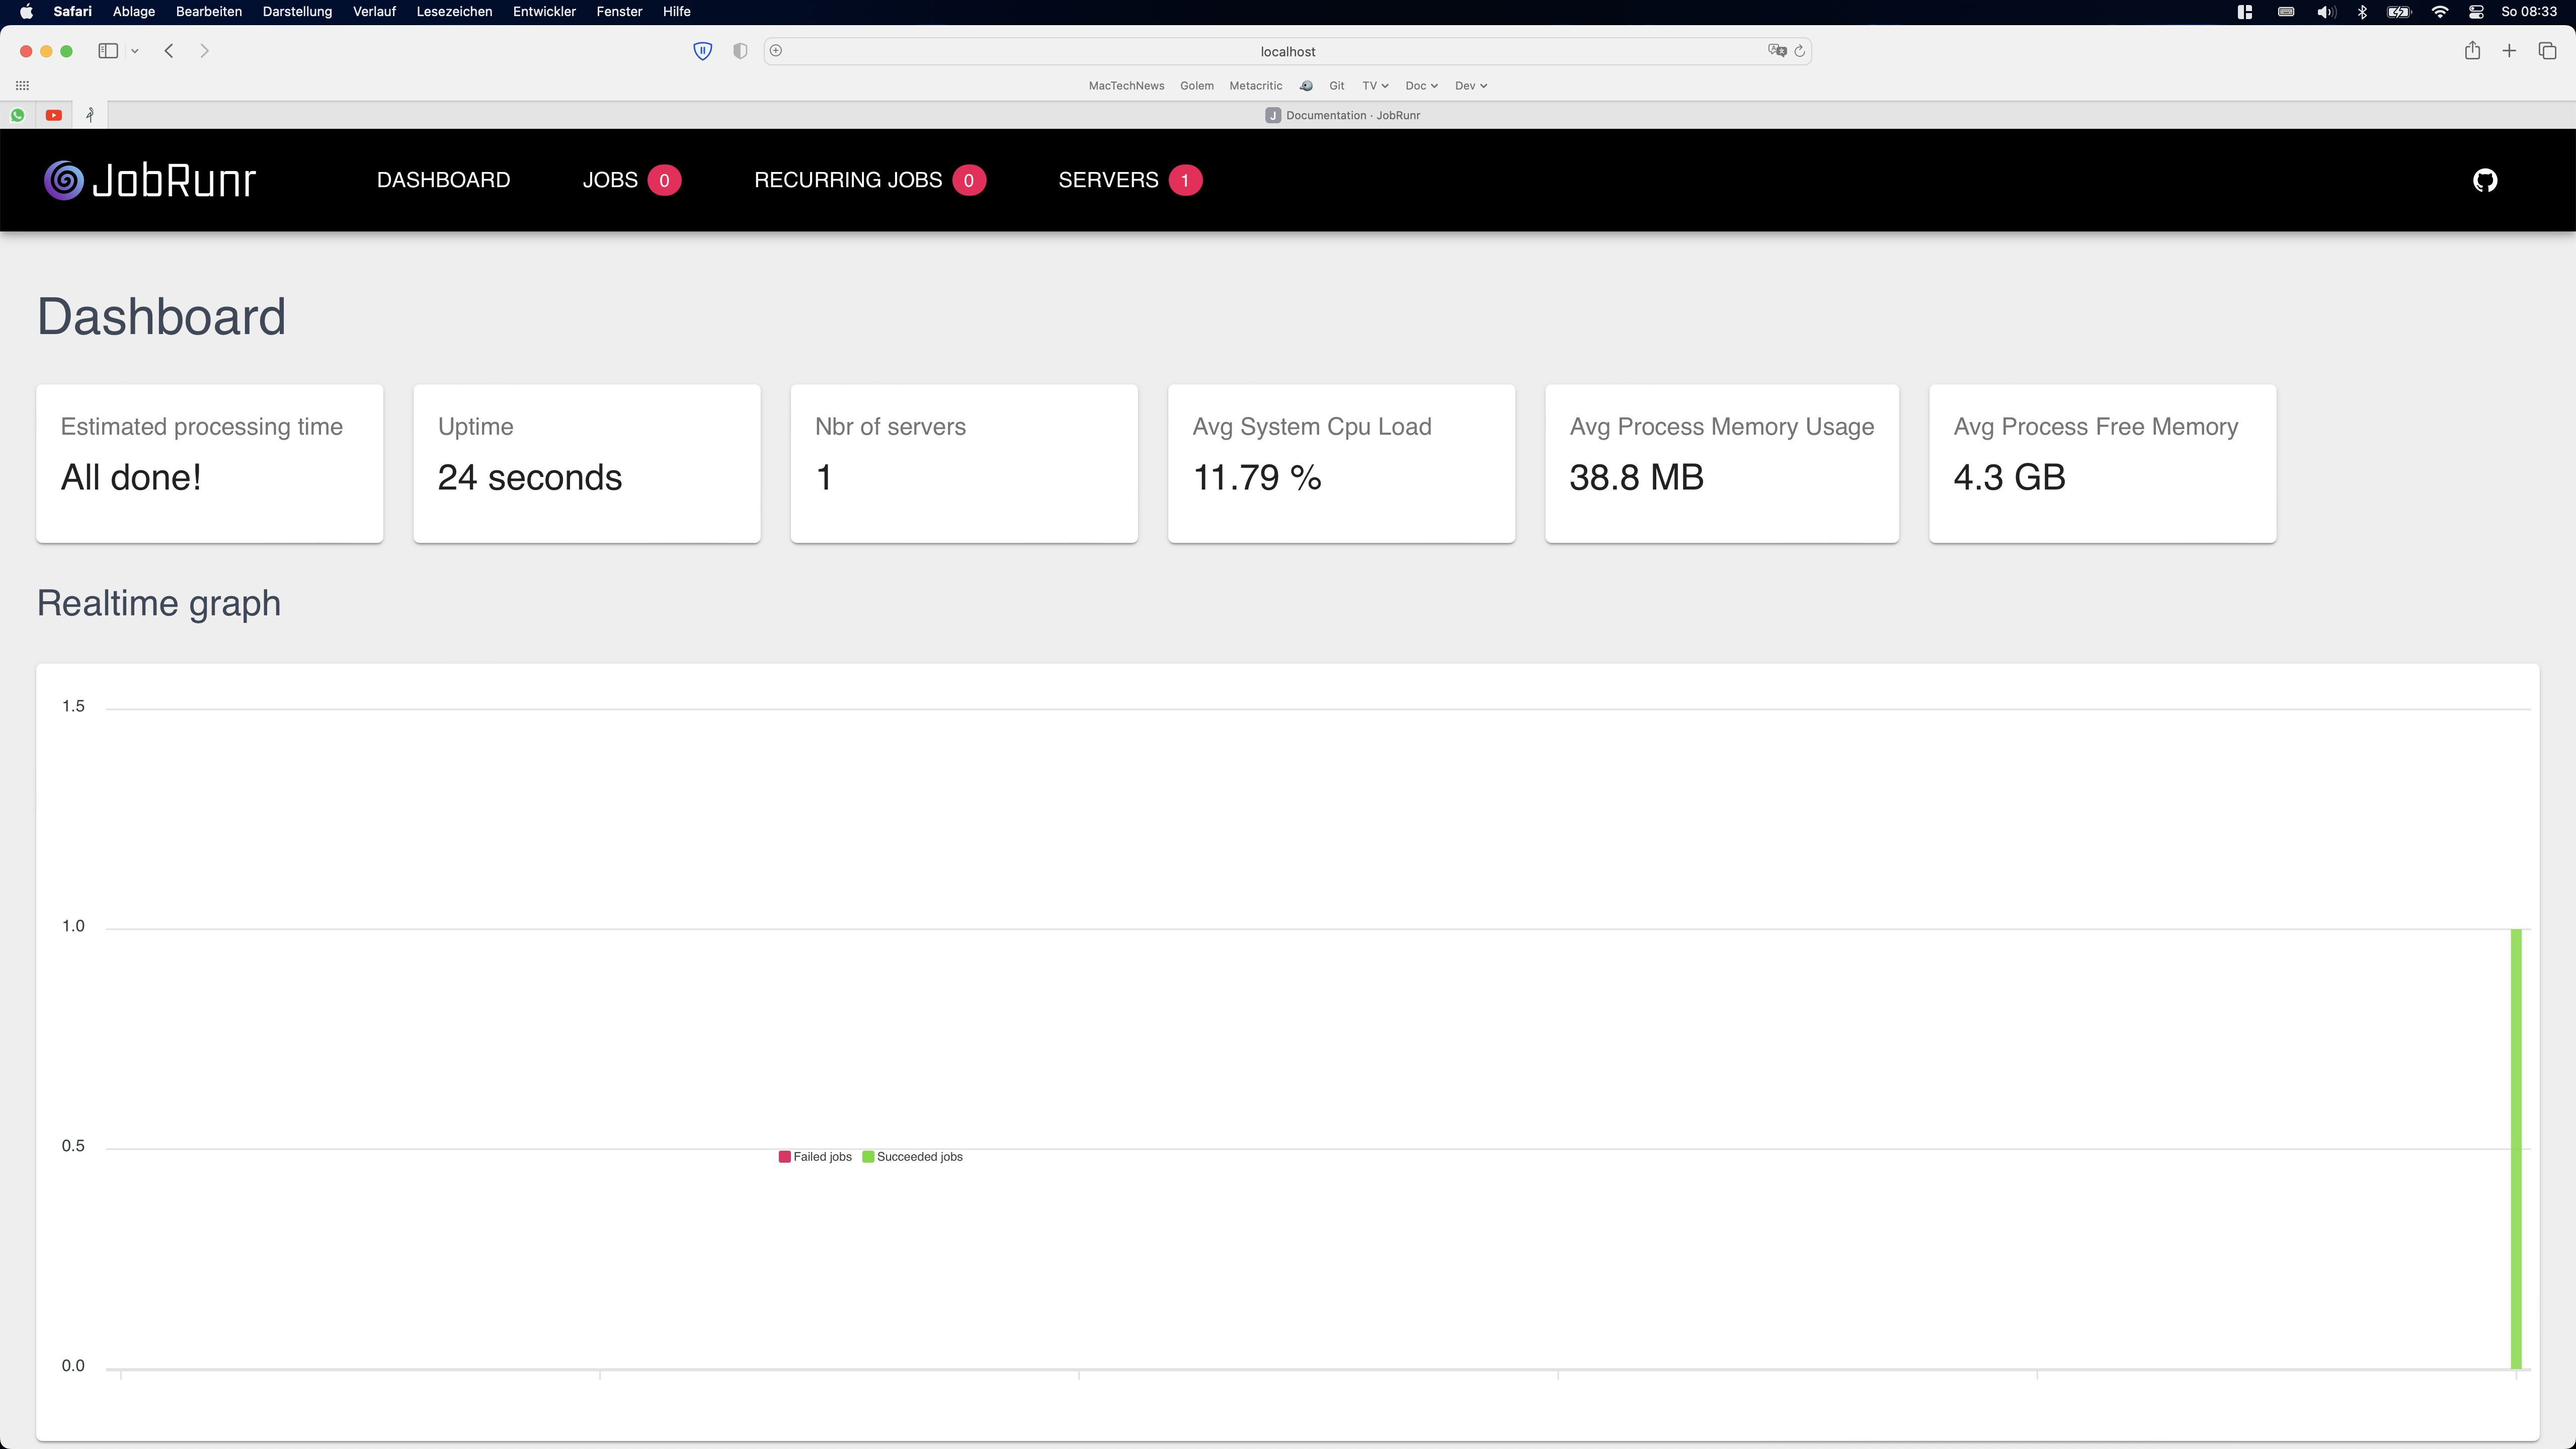 Safari Ablage Bearbeiten Darstellung Verlauf Lesezeichen Entwickler Fenster Hilfe So 08:33
localhost
MacTechNews Golem Metacritic Git TV Doc Dev
J Documentation · JobRunr
JobRunr DASHBOARD JOBS 0 RECURRING JOBS 0 SERVERS 1
Dashboard
Estimated processing time
All done!
Uptime
24 seconds
Nbr of servers
1
Avg System Cpu Load
11.79 %
Avg Process Memory Usage
38.8 MB
Avg Process Free Memory
4.3 GB
Realtime graph
1.5
1.0
0.5
Failed jobs Succeeded jobs
0.0